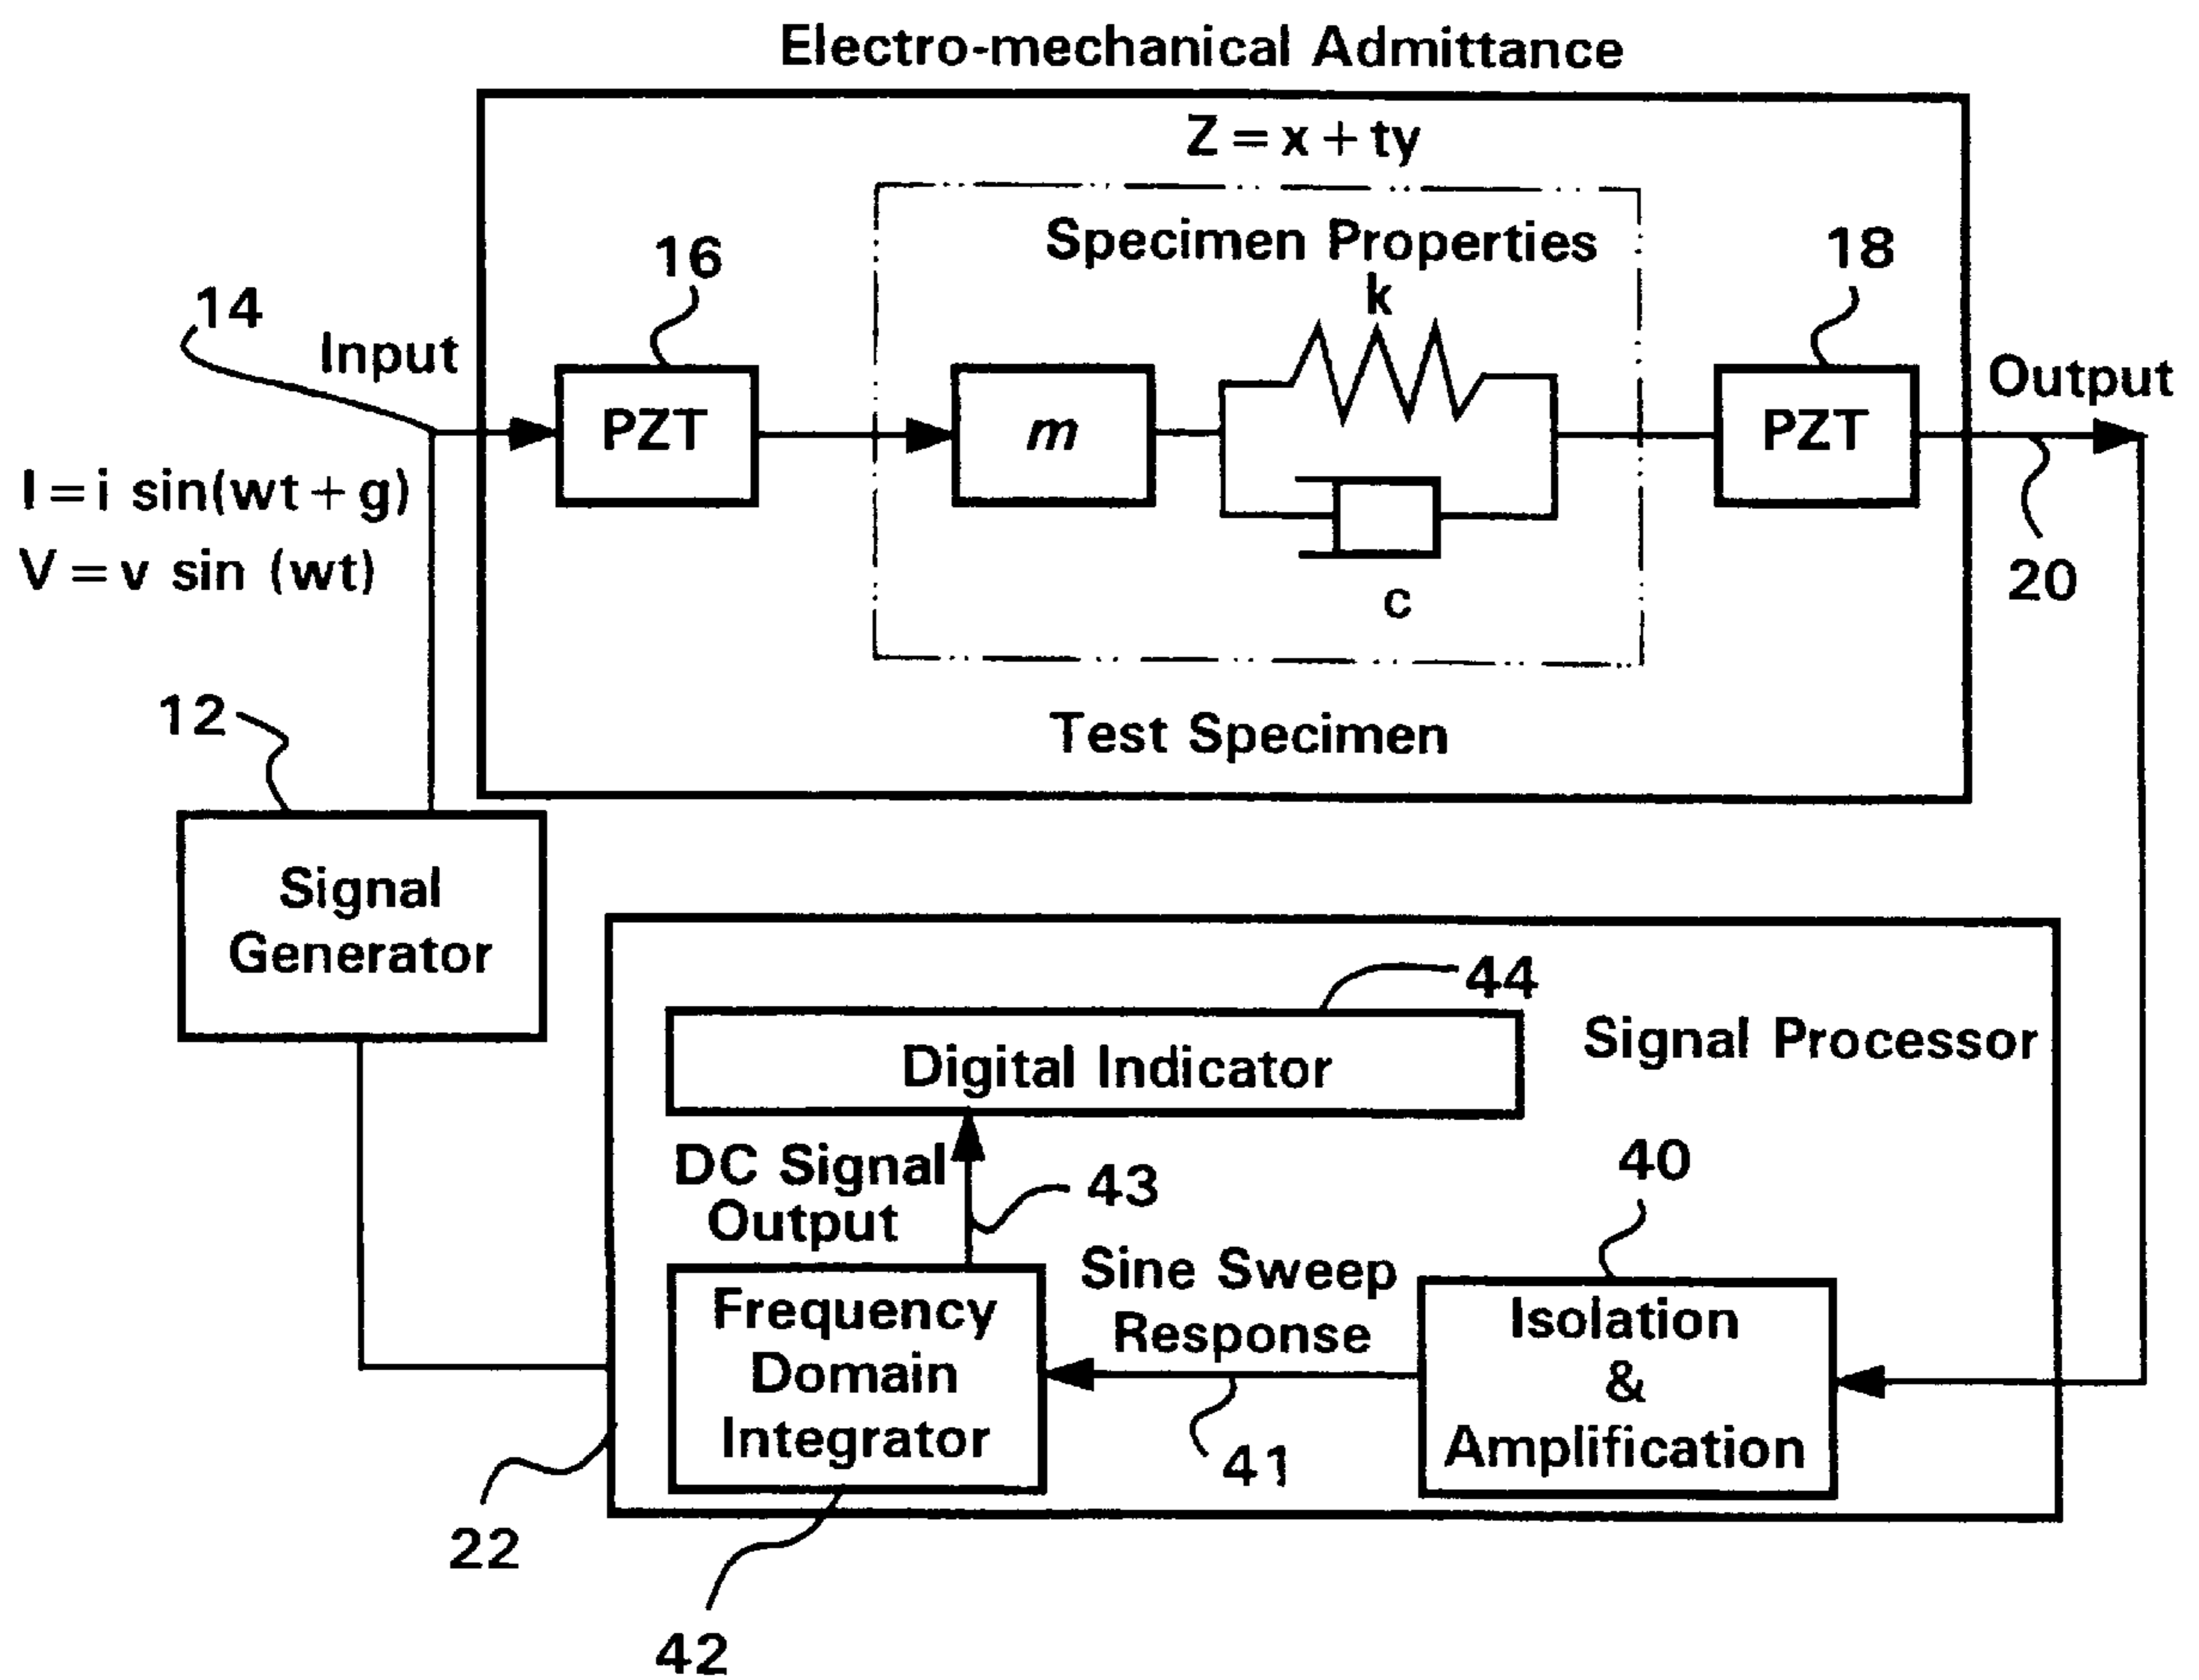 Electro-mechanical Admittance
Z = x + ty
Specimen Properties
k
16
18
14
Input
Output
PZT
m
PZT
I = i sin(wt + g)
V = v sin (wt)
20
c
12
Test Specimen
Signal
Generator
44
Signal Processor
Digital Indicator
DC Signal
Output
43
40
Sine Sweep
Response
Frequency
Domain
Integrator
Isolation
&
Amplification
41
22
42